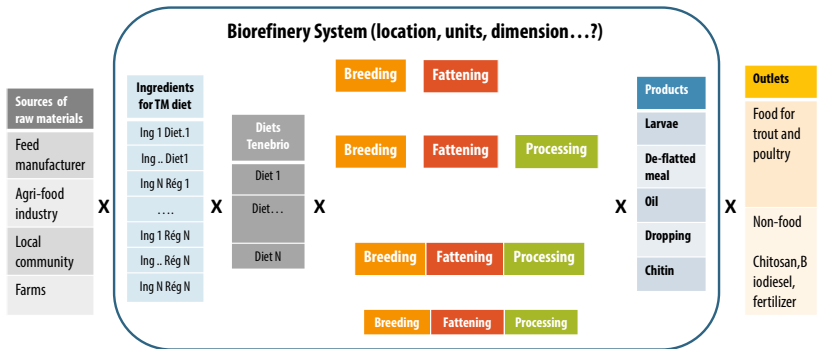 Biorefinery System (location, units, dimension…?)
Sources of
raw materials
Feed
manufacturer
Agri-food
industry
Local
community
Farms
X
Ingredients
for TM diet
Ing 1 Diet.1
Ing .. Diet1
Ing N Rég 1
….
Ing 1 Rég N
Ing .. Rég N
Ing N Rég N
X
Diets
Tenebrio
Diet 1
Diet…
Diet N
X
Breeding Fattening
Breeding Fattening Processing
Breeding Fattening Processing
Breeding Fattening Processing
X
Products
Larvae
De-flatted
meal
Oil
Dropping
Chitin
X
Outlets
Food for
trout and
poultry
Non-food
Chitosan,B
iodiesel,
fertilizer